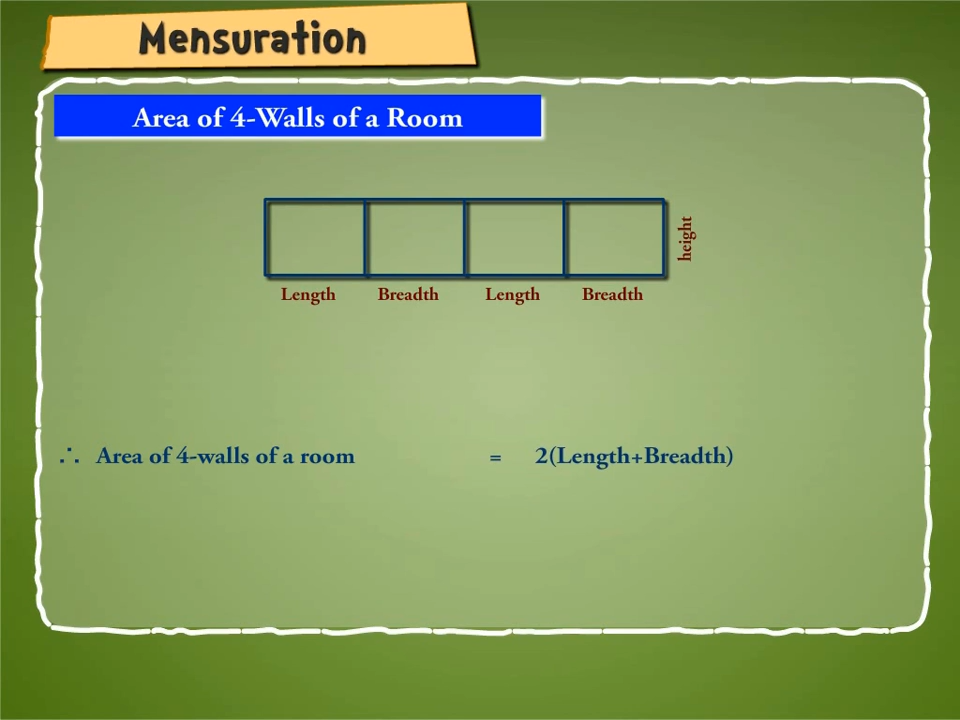 Mensuration
Area of 4-Walls of a Room
height
Length Breadth Length Breadth
∴ Area of 4-walls of a room = 2(Length+Breadth)